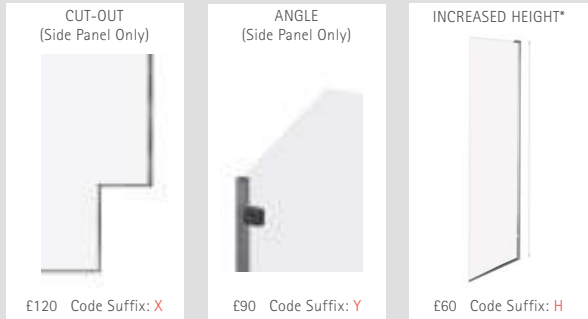 CUT-OUT
(Side Panel Only)
£120 Code Suffix: X
ANGLE
(Side Panel Only)
£90 Code Suffix: Y
INCREASED HEIGHT*
£60 Code Suffix: H